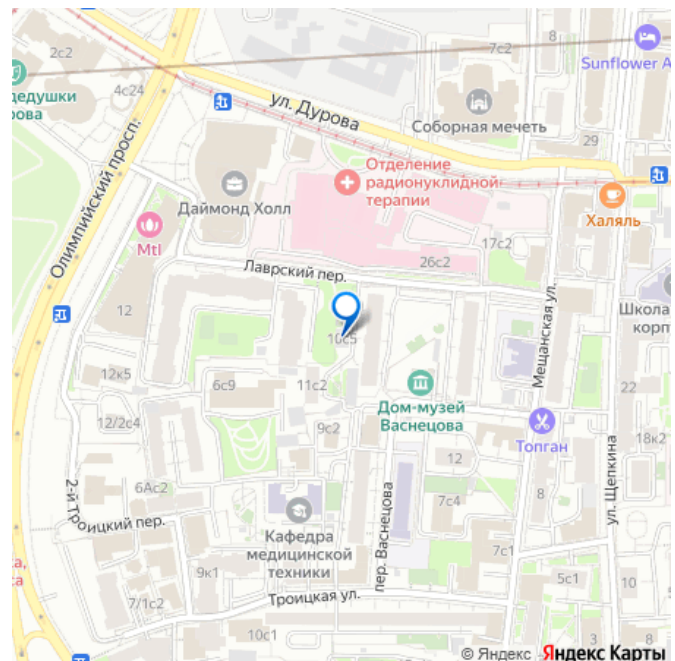 2с2
7с2
8
Sunflower A
дедушки
рова
4с24
ул. Дурова
Соборная мечеть
29
Олимпийский просп.
Отделение
радионуклидной
терапии
Даймонд Холл
Халяль
Mtl
17с2
26с2
Лаврский пер.
Школа
корп
12
10с5
Мещанская ул.
12к5
6с9
11с2
22
Дом-музей
Васнецова
12/2с4
9с2
Топган
18к2
ул. Щепкина
12
6Ас2
2-й Троицкий пер.
7с4
8
Кафедра
медицинской
техники
пер. Васнецова
7с1
9к1
5с1
10
7/1с2
Троицкая ул.
10с1
3
8
© Яндекс Яндекс Карты